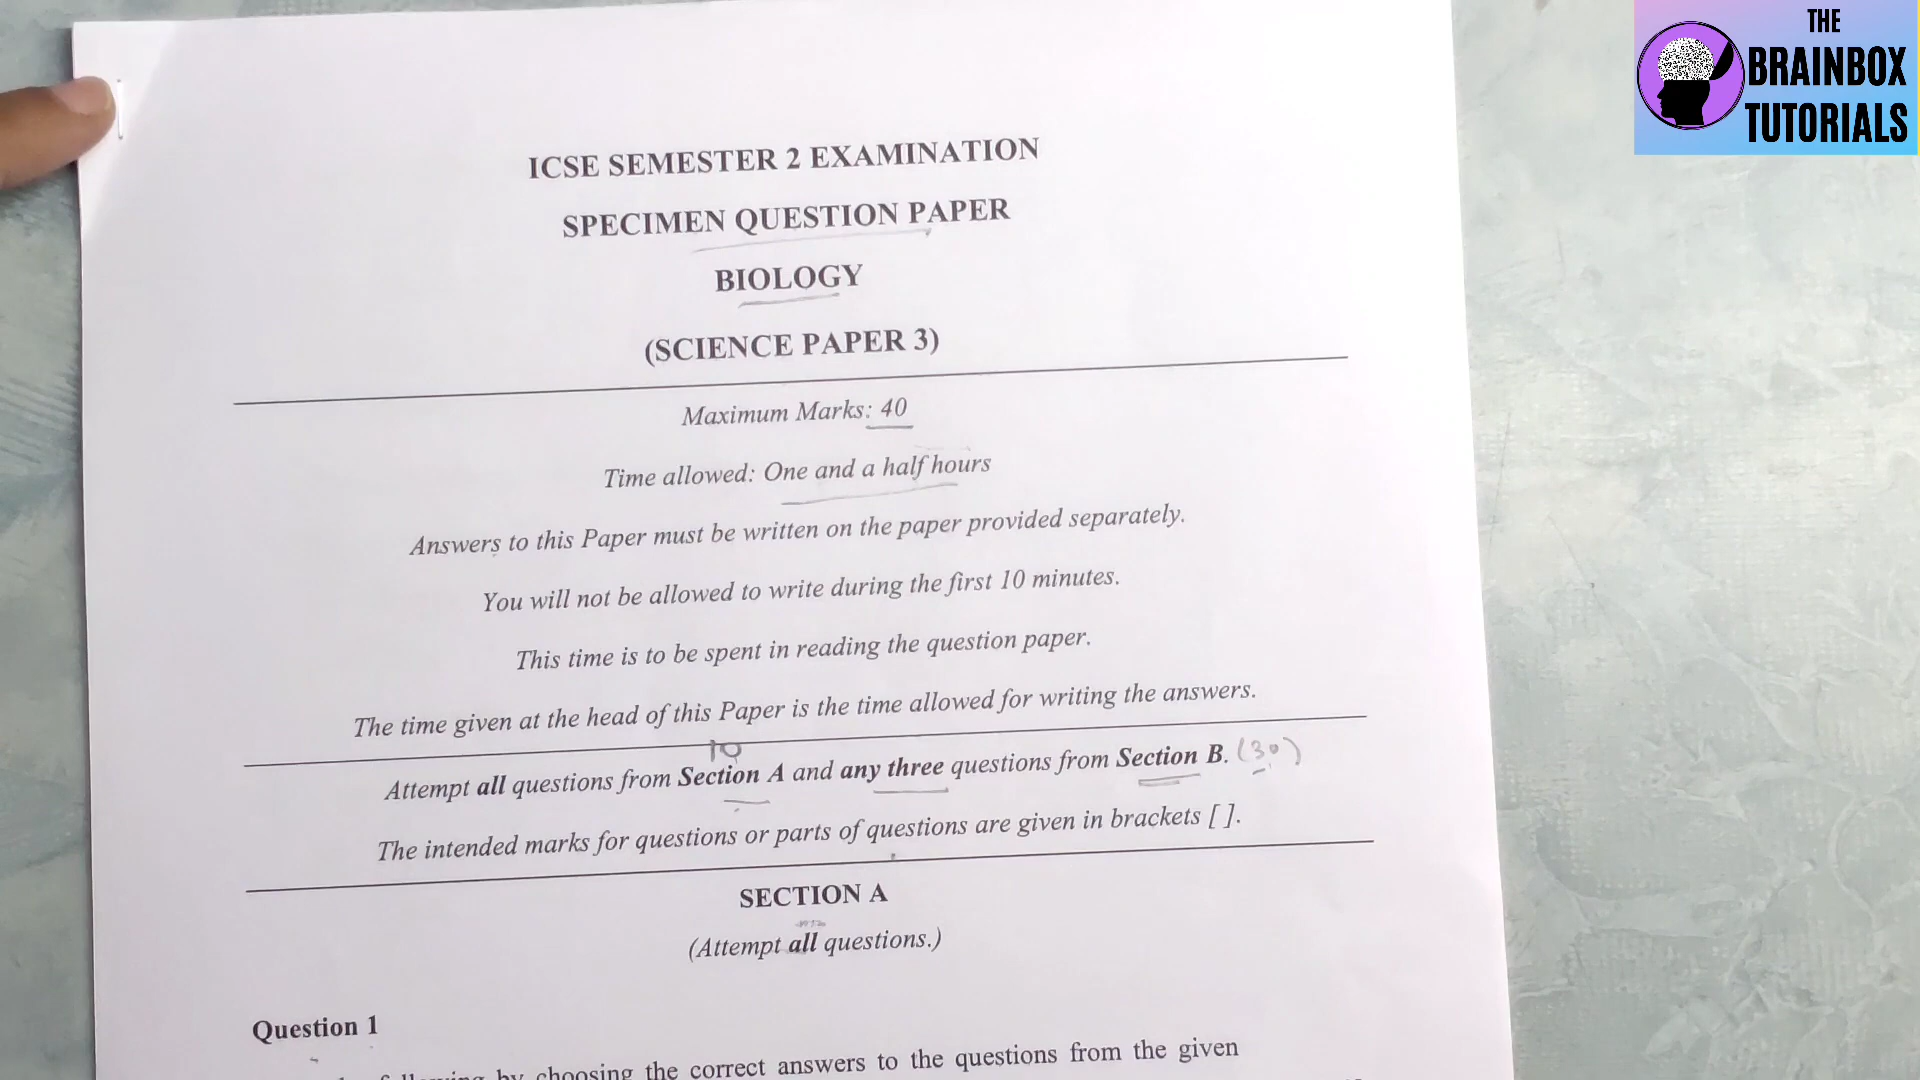 THE
BRAINBOX
TUTORIALS
ICSE SEMESTER 2 EXAMINATION
SPECIMEN QUESTION PAPER
BIOLOGY
(SCIENCE PAPER 3)
Maximum Marks: 40
Time allowed: One and a half hours
Answers to this Paper must be written on the paper provided separately.
You will not be allowed to write during the first 10 minutes.
This time is to be spent in reading the question paper.
The time given at the head of this Paper is the time allowed for writing the answers.
10
Attempt all questions from Section A and any three questions from Section B. (30)
The intended marks for questions or parts of questions are given in brackets [ ].
SECTION A
(Attempt all questions.)
Question 1
following by choosing the correct answers to the questions from the given